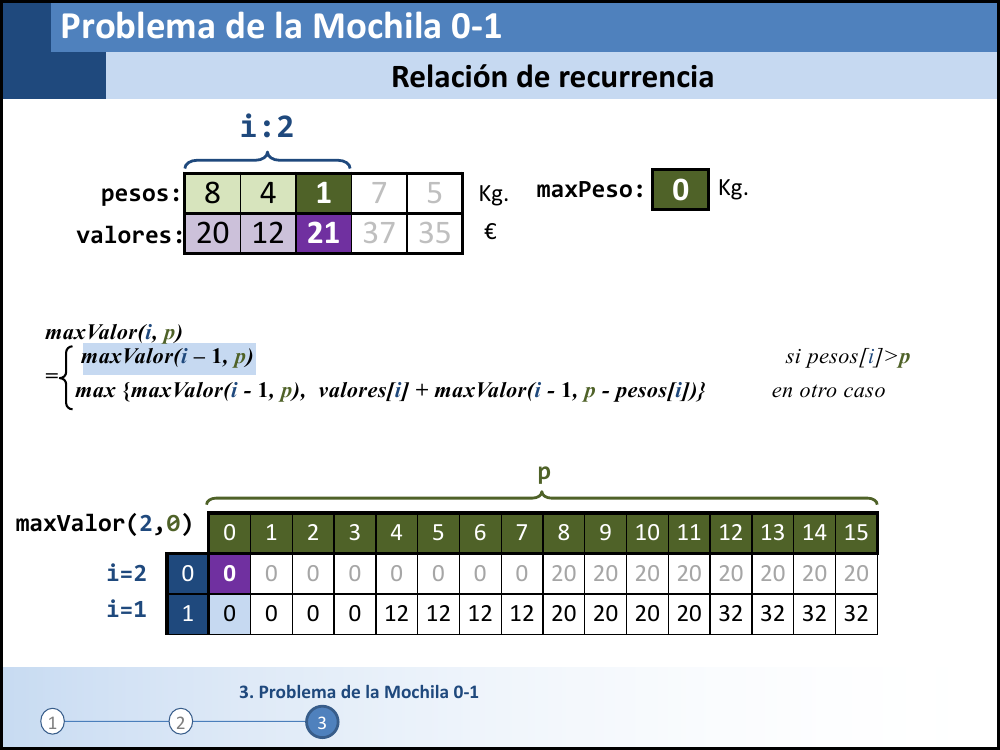 Problema de la Mochila 0-1
Relación de recurrencia
i:2
pesos: 8 4 1 7 5 Kg. maxPeso: 0 Kg.
valores: 20 12 21 37 35 €
maxValor(i, p)
= maxValor(i – 1, p) si pesos[i]>p
max {maxValor(i - 1, p), valores[i] + maxValor(i - 1, p - pesos[i])} en otro caso
p
maxValor(2,0) 0 1 2 3 4 5 6 7 8 9 10 11 12 13 14 15
i=2 0 0 0 0 0 0 0 0 0 20 20 20 20 20 20 20 20
i=1 1 0 0 0 0 12 12 12 12 20 20 20 20 32 32 32 32
3. Problema de la Mochila 0-1
1 2 3